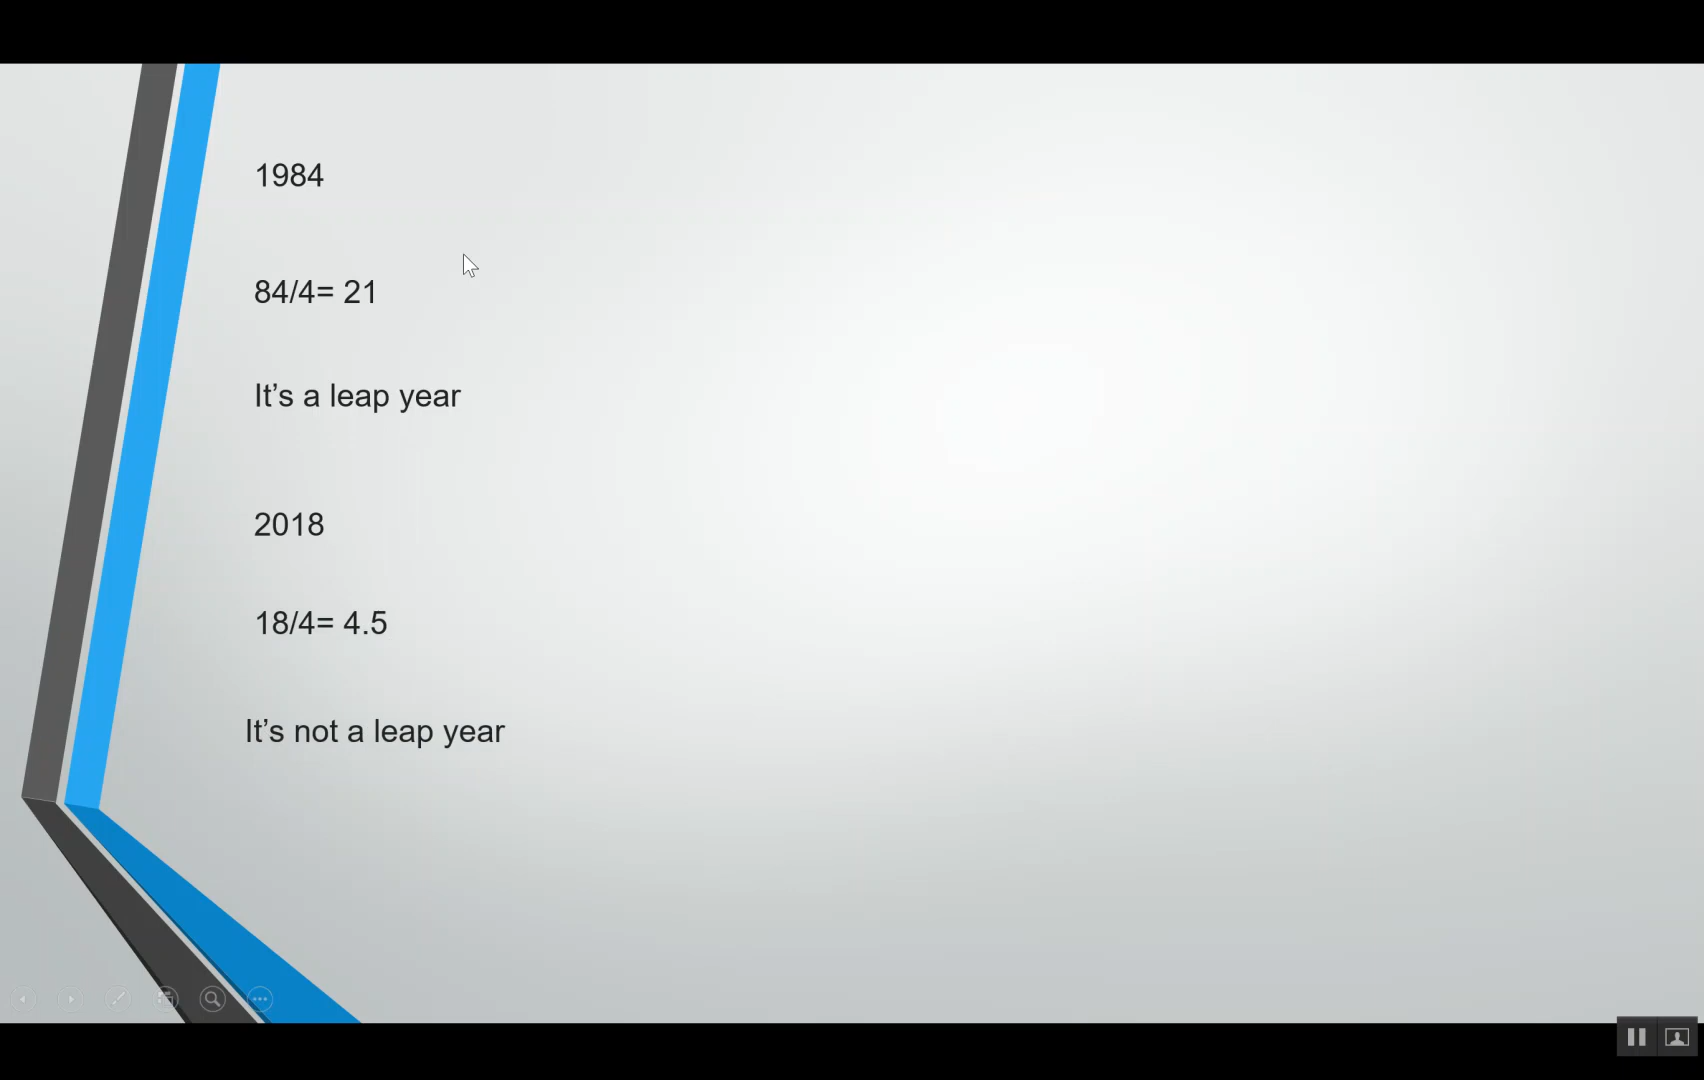 1984
84/4= 21
It’s a leap year
2018
18/4= 4.5
It’s not a leap year